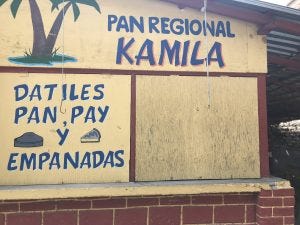 PAN REGIONAL
KAMILA
DATILES
PAN, PAY
Y
EMPANADAS